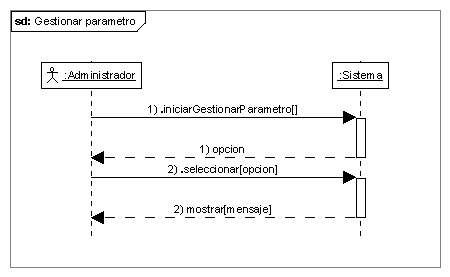 sd: Gestionar parametro
:Administrador
:Sistema
1) .iniciarGestionarParametro[]
1) opcion
2) .seleccionar[opcion]
2) mostrar[mensaje]